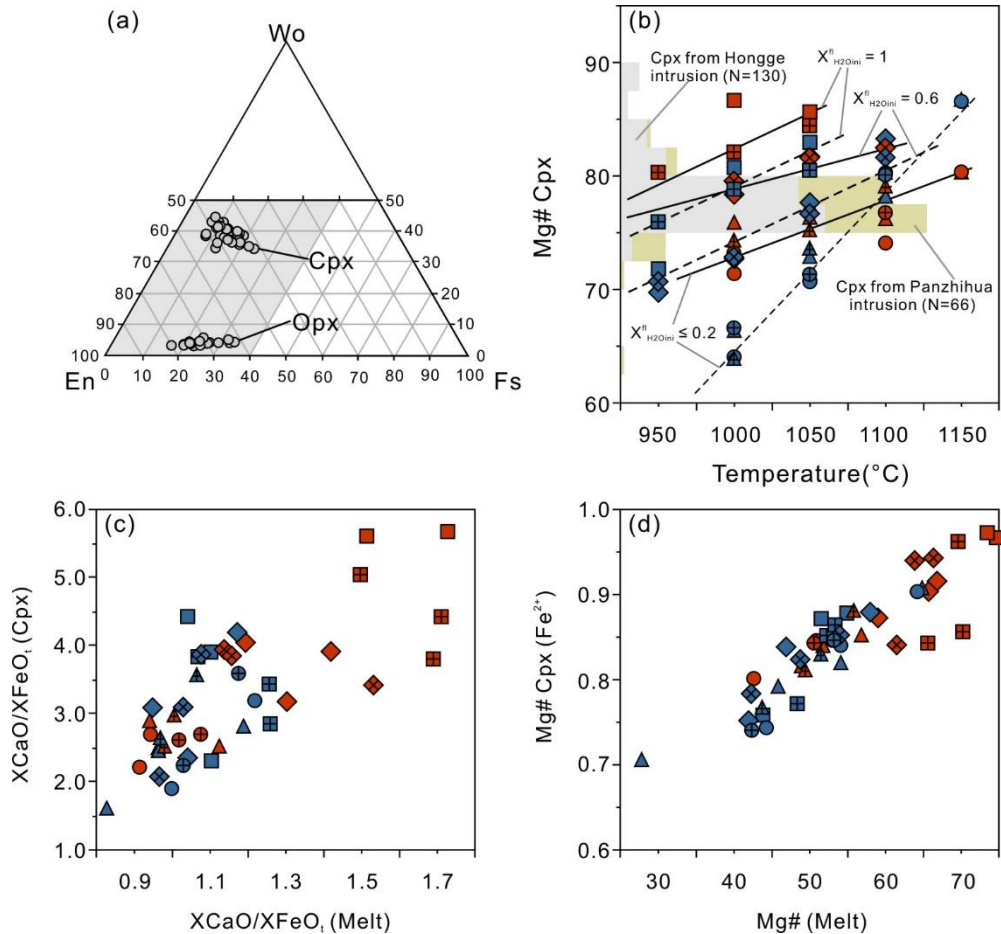 (a)
Wo
50
50
60
40
70
Cpx
30
80
20
90
Opx
10
100
0
En
0
10
20
30
40
50
60
70
80
90
100
Fs
(b)
Mg# Cpx
95
90
80
70
60
Cpx from Hongge
intrusion (N=130)
X^fl_H2Oini = 1
X^fl_H2Oini = 0.6
Cpx from Panzhihua
intrusion (N=66)
X^fl_H2Oini ≤ 0.2
950
1000
1050
1100
1150
Temperature(°C)
(c)
XCaO/XFeOt (Cpx)
6.0
5.0
4.0
3.0
2.0
1.0
0.9
1.1
1.3
1.5
1.7
XCaO/XFeOt (Melt)
(d)
Mg# Cpx (Fe²⁺)
1.0
0.9
0.8
0.7
0.6
30
40
50
60
70
Mg# (Melt)